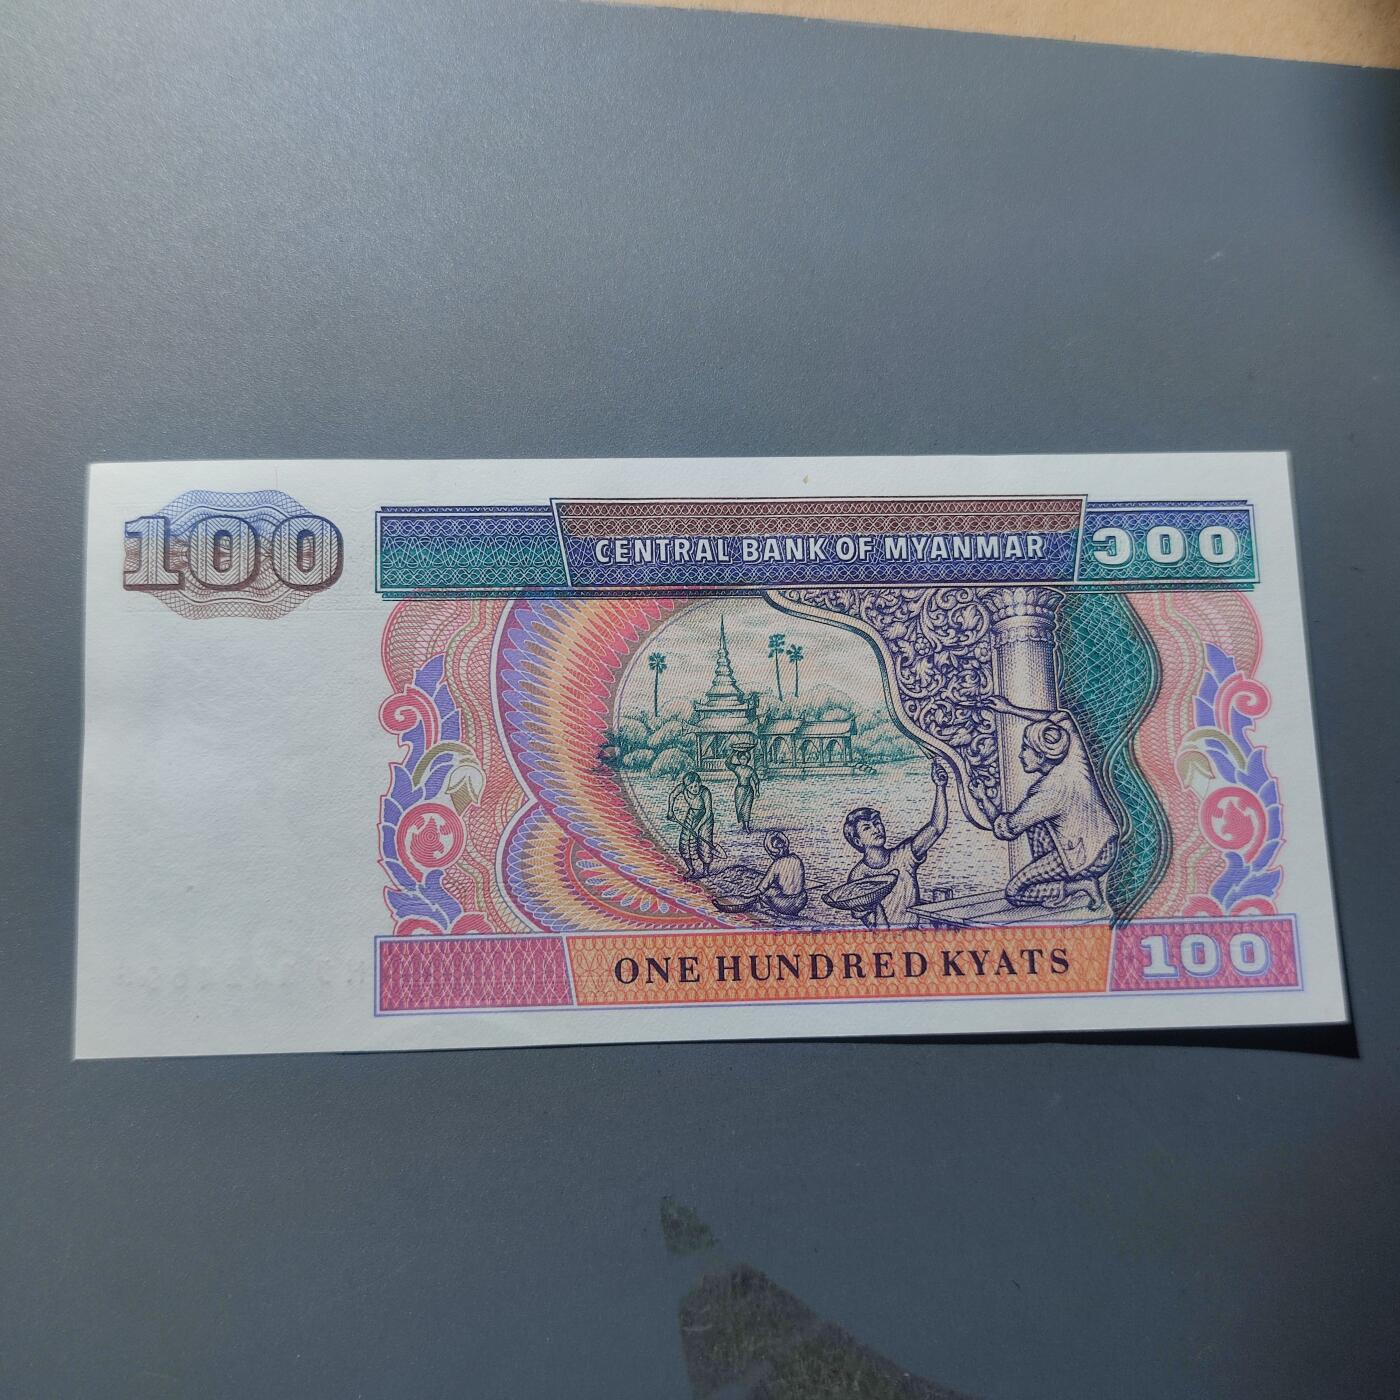 100
CENTRAL BANK OF MYANMAR
၁၀၀
ONE HUNDRED KYATS
100